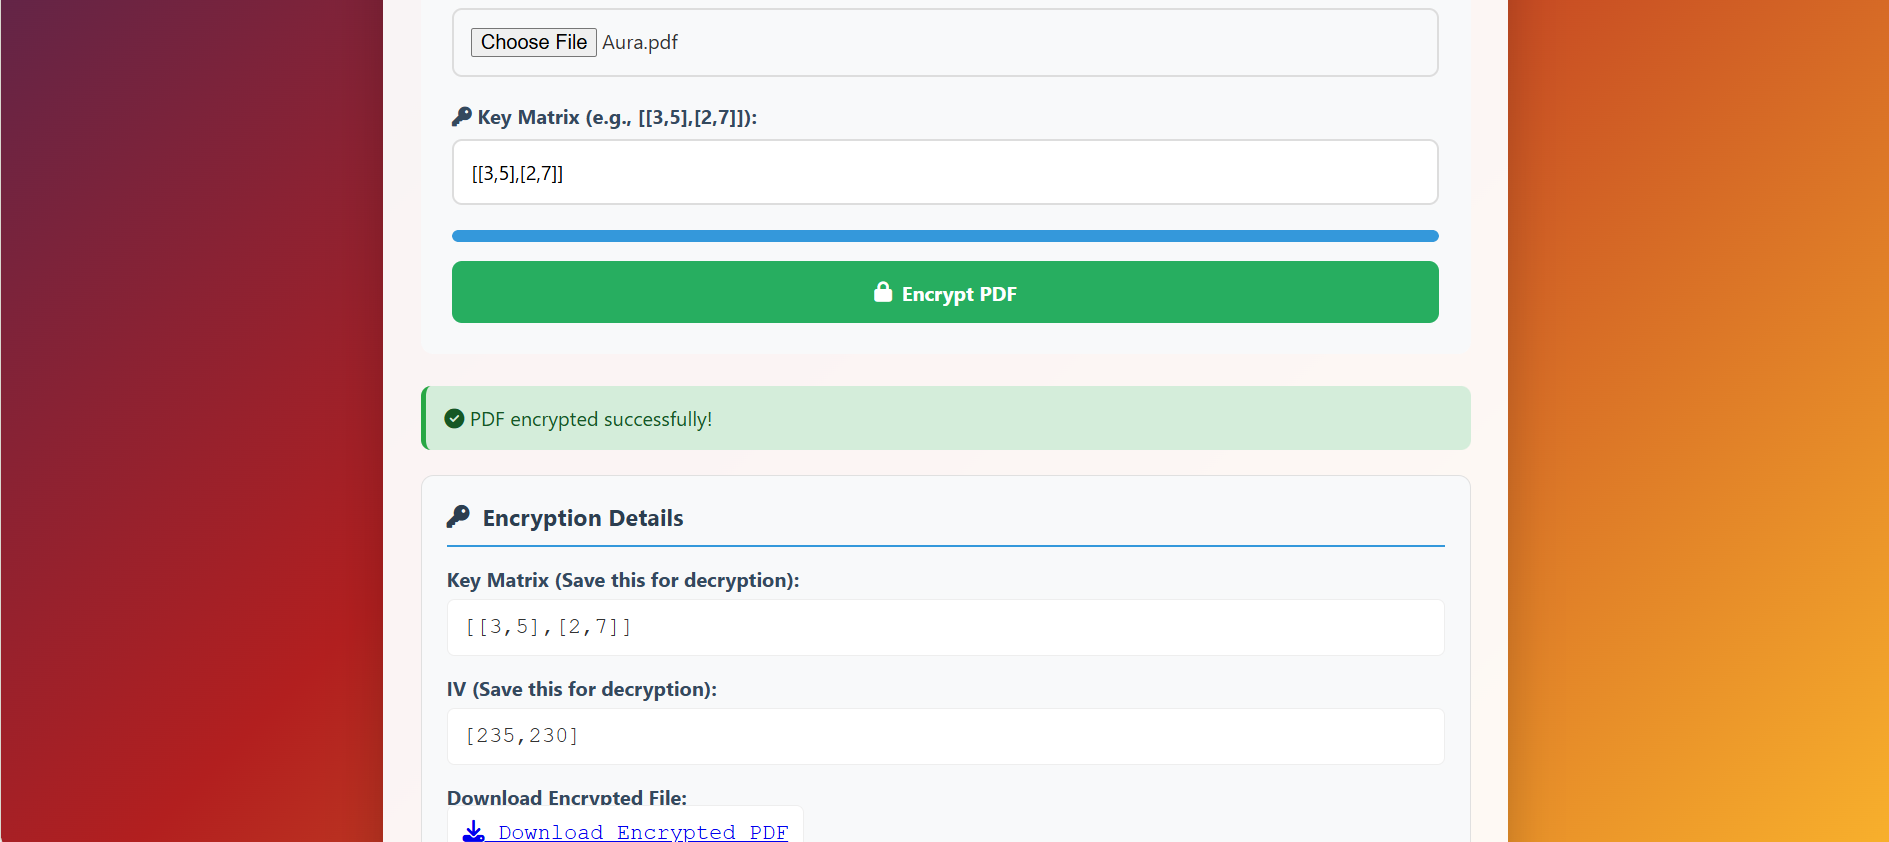 Choose File Aura.pdf
Key Matrix (e.g., [[3,5],[2,7]]):
[[3,5],[2,7]]
Encrypt PDF
PDF encrypted successfully!
Encryption Details
Key Matrix (Save this for decryption):
[[3,5],[2,7]]
IV (Save this for decryption):
[235,230]
Download Encrypted File:
Download Encrypted PDF